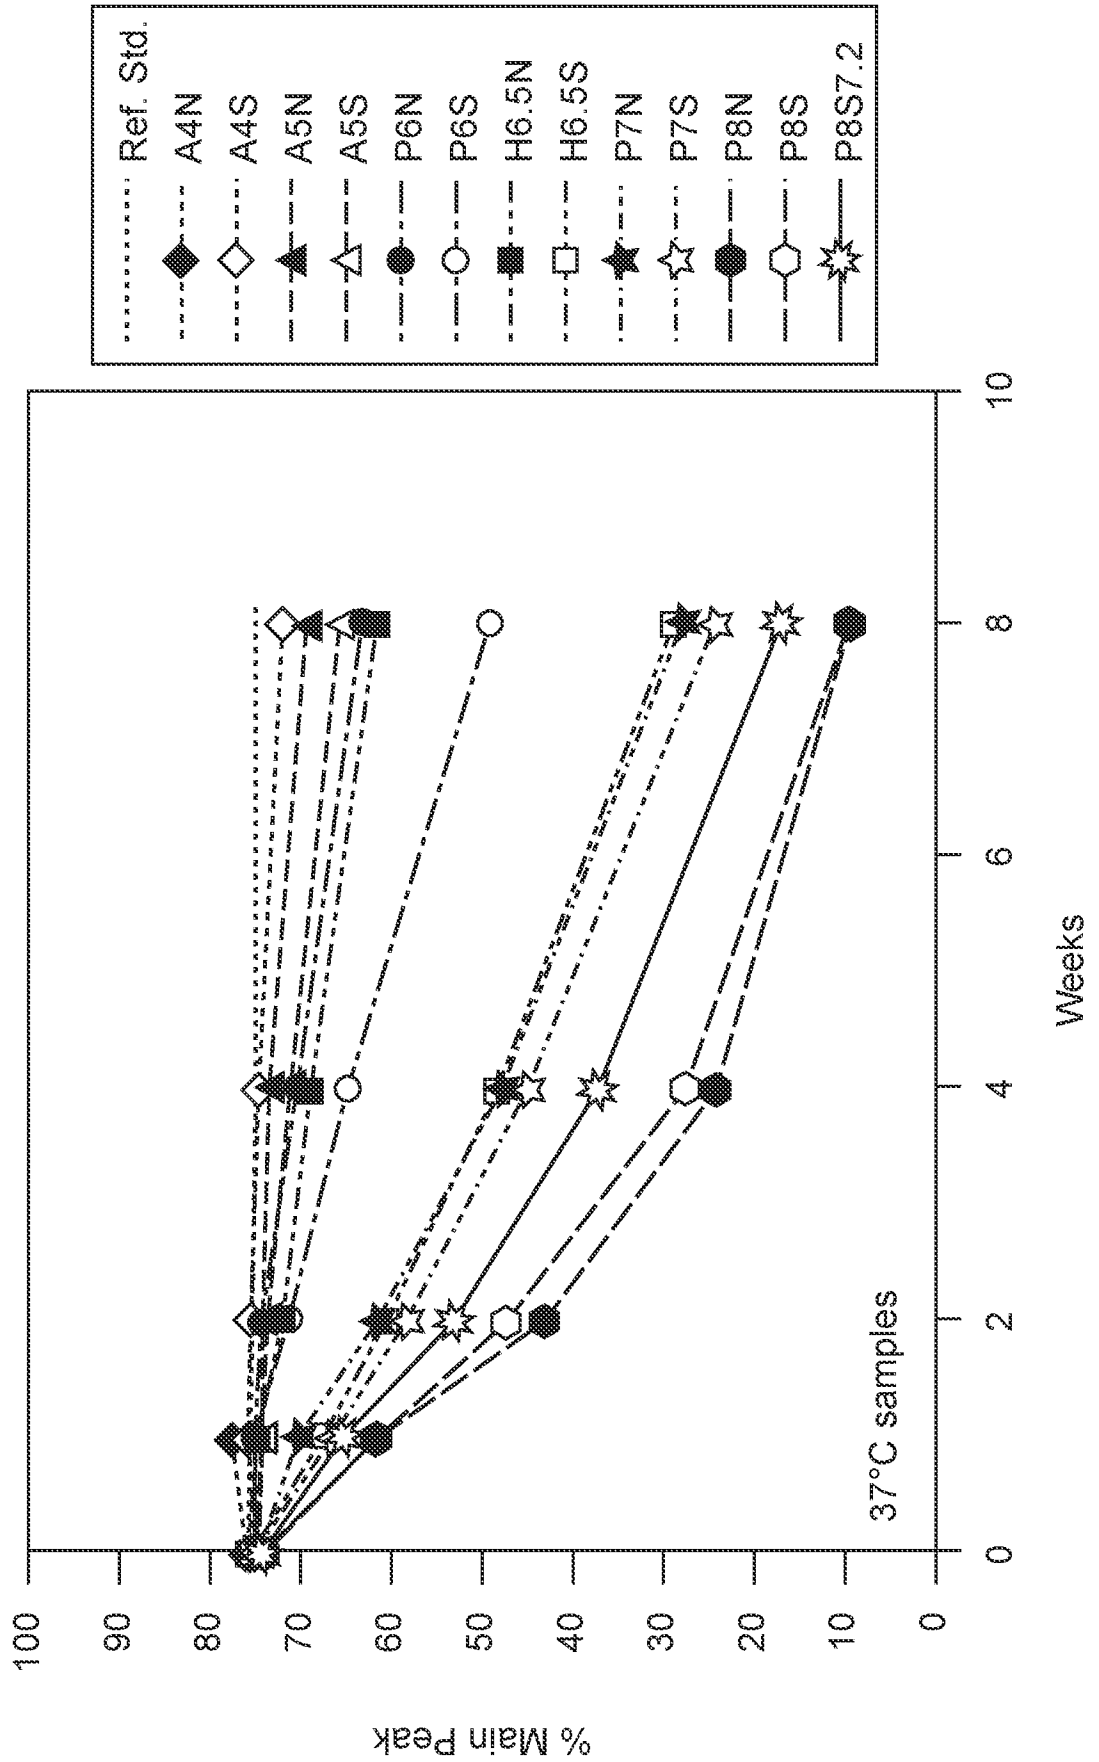 % Main Peak
100
90
80
70
60
50
40
30
20
10
0
37°C samples
0
2
4
6
8
10
Weeks
Ref. Std.
A4N
A4S
A5N
A5S
P6N
P6S
H6.5N
H6.5S
P7N
P7S
P8N
P8S
P8S7.2